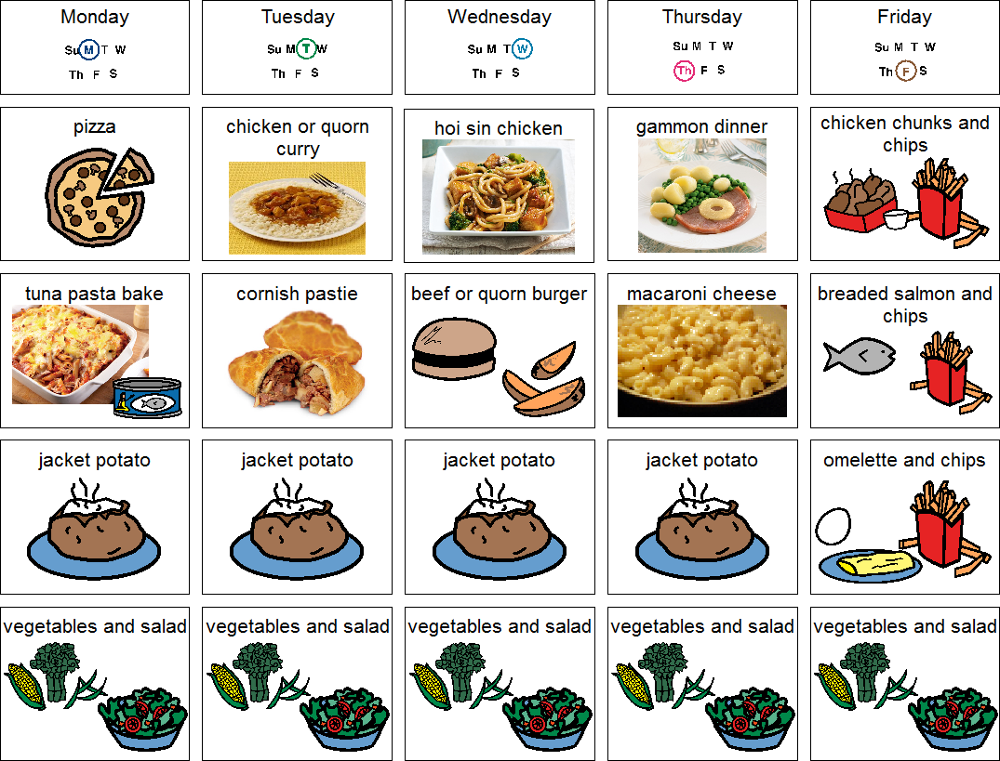 Monday
Su M T W
Th F S
Tuesday
Su M T W
Th F S
Wednesday
Su M T W
Th F S
Thursday
Su M T W
Th F S
Friday
Su M T W
Th F S
pizza
chicken or quorn
curry
hoi sin chicken
gammon dinner
chicken chunks and
chips
tuna pasta bake
cornish pastie
beef or quorn burger
macaroni cheese
breaded salmon and
chips
jacket potato
jacket potato
jacket potato
jacket potato
omelette and chips
vegetables and salad
vegetables and salad
vegetables and salad
vegetables and salad
vegetables and salad